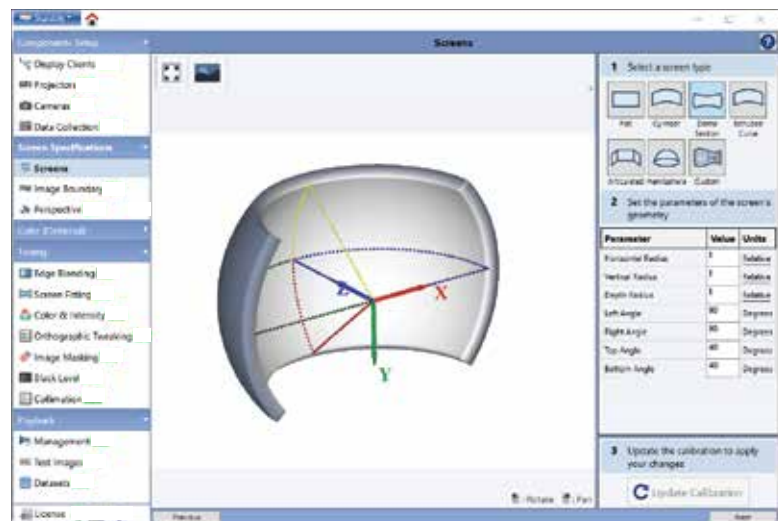 Components Setup
Screens
Display Clients
Projectors
Cameras
Data Collection
Screen Specifications
Screens
Image Boundary
Perspective
Color (Optional)
Tuning
Edge Blending
Screen Fitting
Color & Intensity
Orthographic Tweaking
Image Masking
Black Level
Collimation
Playback
Management
Test Images
Datasets
License
Z
X
Y
: Rotate : Pan
Previous
Next
1 Select a screen type
Flat Cylinder Dome Section Extruded Curve
Articulated Hemisphere Custom
2 Set the parameters of the screen's
geometry
Parameter Value Units
Horizontal Radius 1 Relative
Vertical Radius 1 Relative
Depth Radius 1 Relative
Left Angle Degrees
Right Angle Degrees
Top Angle 40 Degrees
Bottom Angle 40 Degrees
3 Update the calibration to apply
your changes
Update Calibration